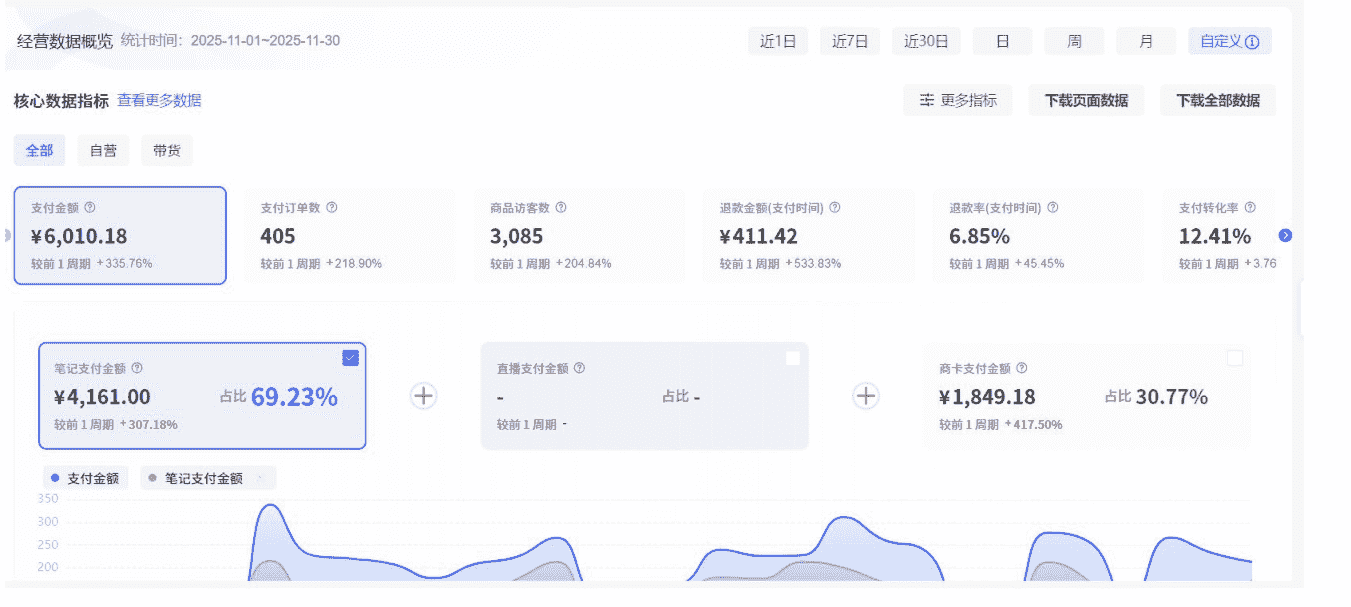 经营数据概览 统计时间：2025-11-01~2025-11-30 近1日 近7日 近30日 日 周 月 自定义
核心数据指标 查看更多数据 更多指标 下载页面数据 下载全部数据
全部 自营 带货
支付金额 支付订单数 商品访客数 退款金额(支付时间) 退款率(支付时间) 支付转化率
¥6,010.18 405 3,085 ¥411.42 6.85% 12.41%
较前1周期 +335.76% 较前1周期 +218.90% 较前1周期 +204.84% 较前1周期 +533.83% 较前1周期 +45.45% 较前1周期 +3.76
笔记支付金额 直播支付金额 商卡支付金额
¥4,161.00 占比 69.23% + - 占比 - + ¥1,849.18 占比 30.77%
较前1周期 +307.18% 较前1周期 - 较前1周期 +417.50%
支付金额 笔记支付金额
350
300
250
200